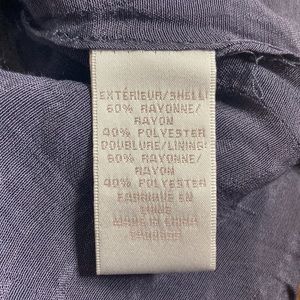 EXTÉRIEUR/SHELL:
60% RAYONNE/
RAYON
40% POLYESTER
DOUBLURE/LINING:
60% RAYONNE/
RAYON
40% POLYESTER
FABRIQUÉ EN
CHINE
MADE IN CHINA